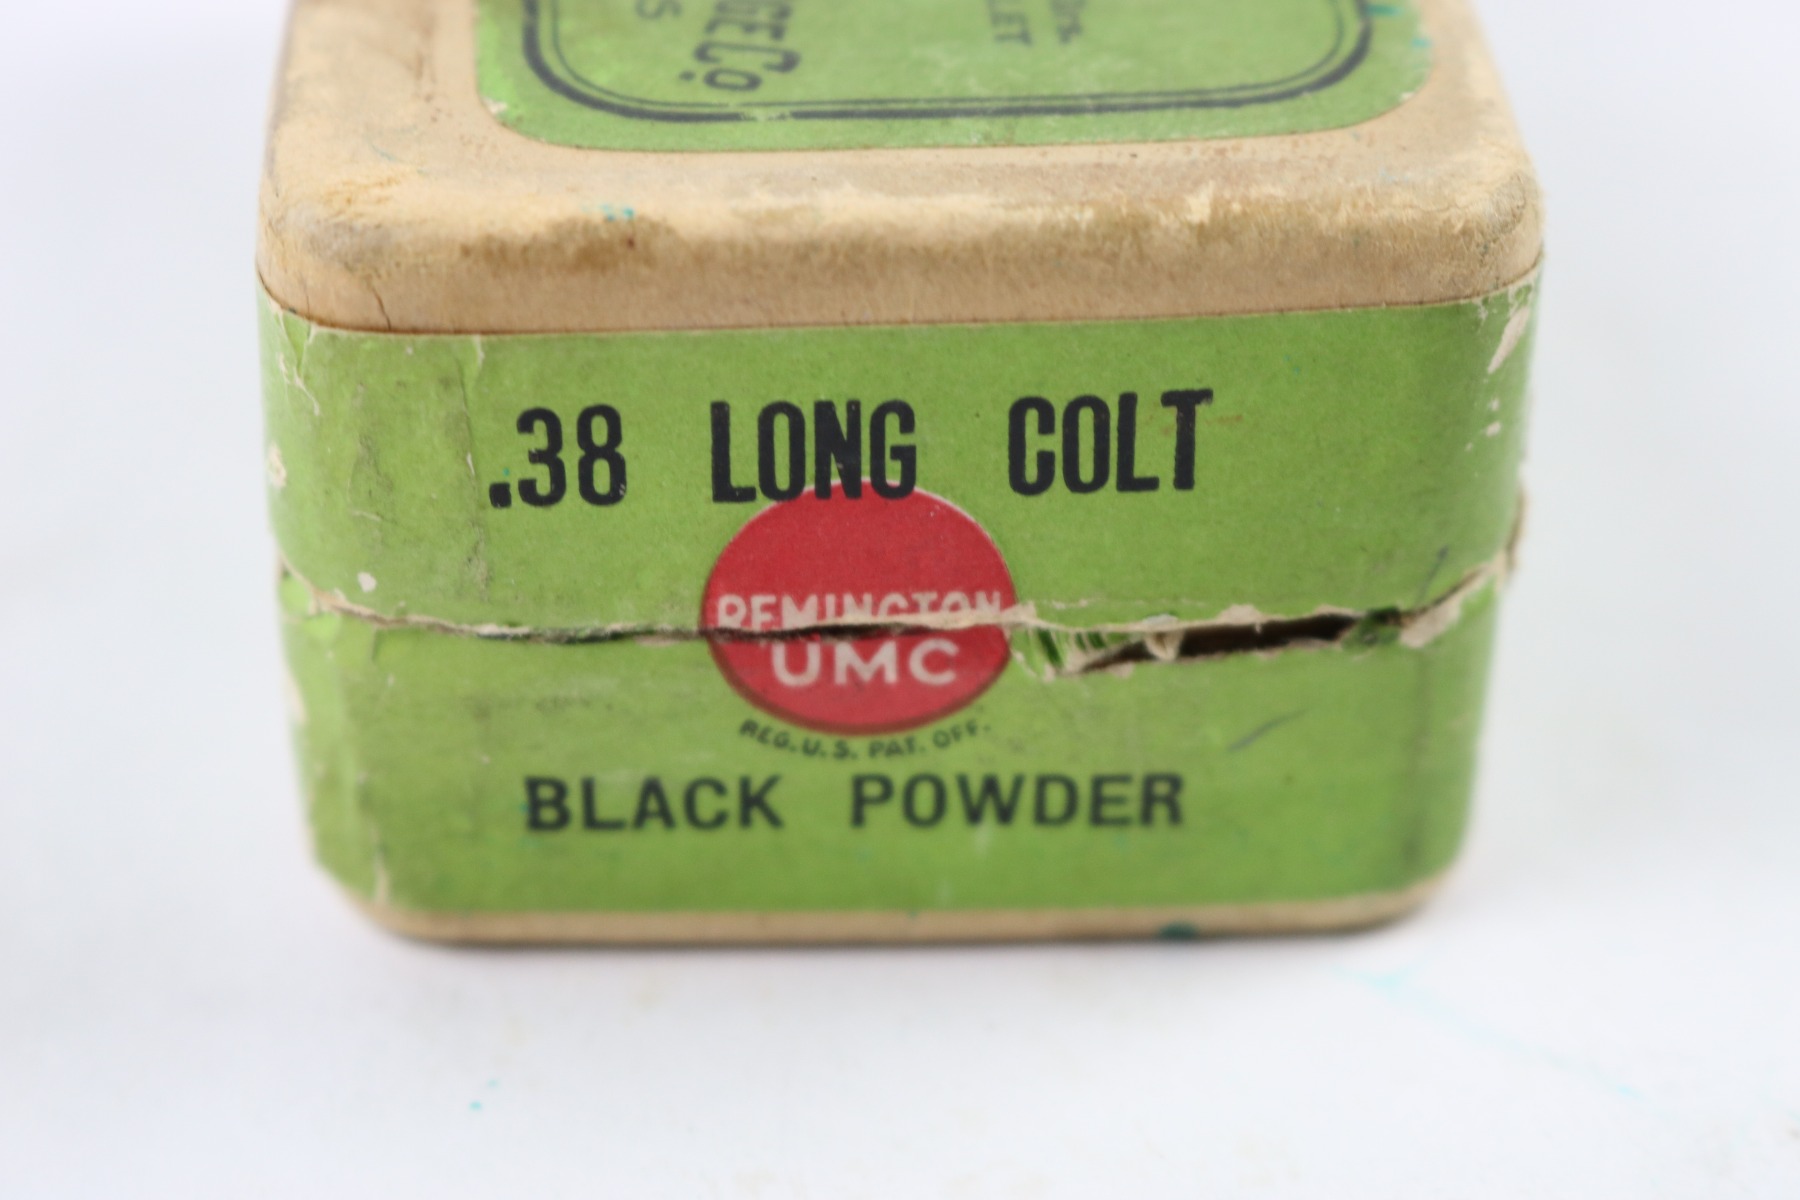 .38 LONG COLT
REMINGTON
UMC
REG. U.S. PAT. OFF.
BLACK POWDER